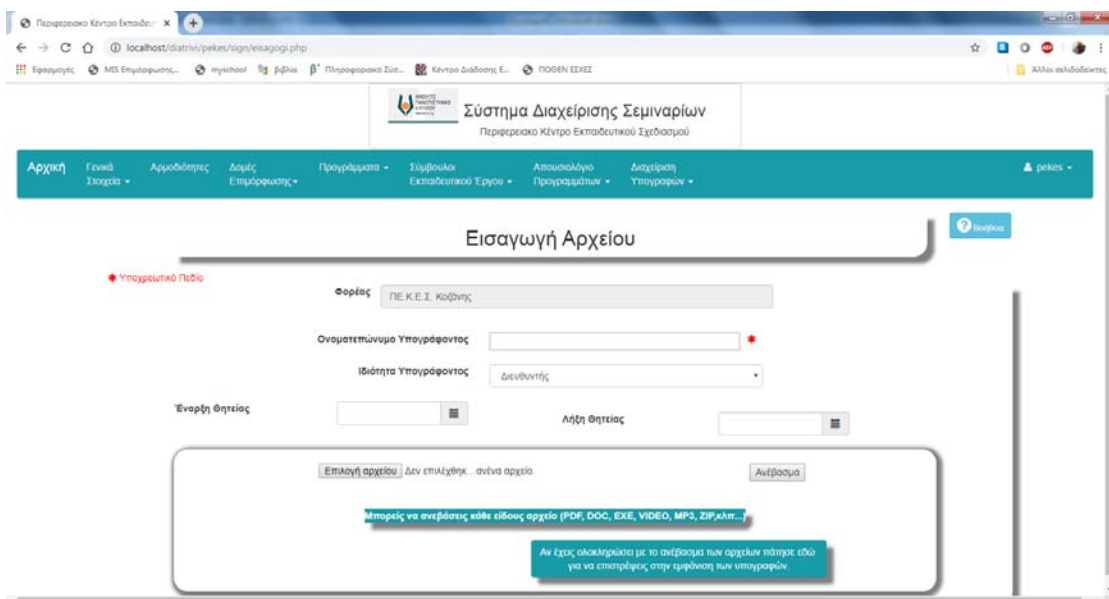 Περιφερειακο Κέντρο Εκπαιδευτ
localhost/diatrivi/pekes/sign/eisagogi.php
Εφαρμογές MIS Επιμόρφωσης... myschool βιβλία Πληροφοριακό Σύσ... Κέντρο Διάδοσης Ε... ΠΟΘΕΝ ΕΣΧΕΣ Άλλοι σελιδοδείκτες
Σύστημα Διαχείρισης Σεμιναρίων
Περιφερειακο Κέντρο Εκπαιδευτικού Σχεδιασμού
Αρχική Γενικά Στοιχεία Αρμοδιότητες Δομές Επιμόρφωσης Προγράμματα Σύμβουλοι Εκπαιδευτικού Έργου Απουσιολόγιο Προγραμμάτων Διαχείριση Υπογραφών pekes
Εισαγωγή Αρχείου
Βοήθεια
* Υποχρεωτικό Πεδίο
Φορέας ΠΕ.Κ.Ε.Σ. Κοζάνης
Ονοματεπώνυμο Υπογράφοντος *
Ιδιότητα Υπογράφοντος Διευθυντής
Έναρξη Θητείας
Λήξη Θητείας
Επιλογή αρχείου Δεν επιλέχθηκ...ανένα αρχείο. Ανέβασμα
Μπορείς να ανεβάσεις κάθε είδους αρχείο (PDF, DOC, EXE, VIDEO, MP3, ZIP,κλπ...)
Αν έχεις ολοκληρώσει με το ανέβασμα των αρχείων πάτησε εδώ
για να επιστρέψεις στην εμφάνιση των υπογραφών.